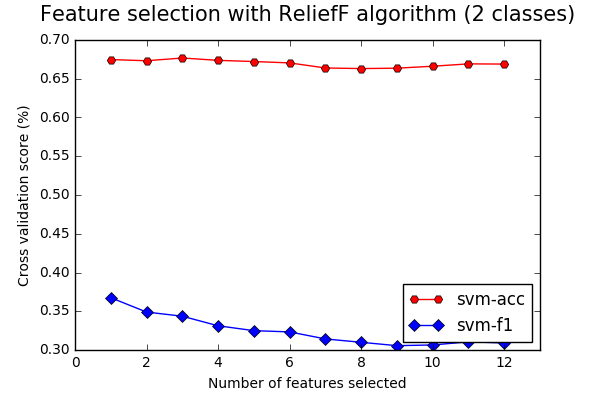 Feature selection with ReliefF algorithm (2 classes)
Cross validation score (%)
0.70
0.65
0.60
0.55
0.50
0.45
0.40
0.35
0.30
svm-acc
svm-f1
0 2 4 6 8 10 12
Number of features selected